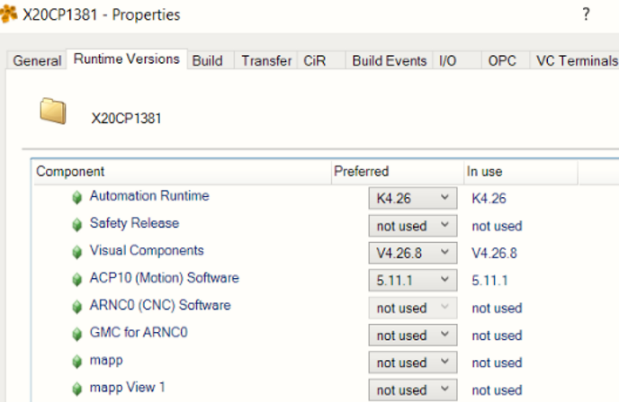 X20CP1381 - Properties ?
General Runtime Versions Build Transfer CiR Build Events I/O OPC VC Terminals
X20CP1381
Component Preferred In use
Automation Runtime K4.26 K4.26
Safety Release not used not used
Visual Components V4.26.8 V4.26.8
ACP10 (Motion) Software 5.11.1 5.11.1
ARNC0 (CNC) Software not used not used
GMC for ARNC0 not used not used
mapp not used not used
mapp View 1 not used not used